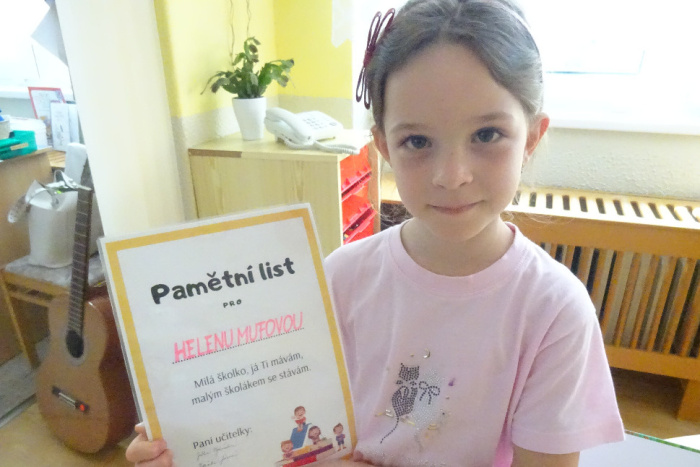 Pamětní list
PRO
HELENU MUFOVOU
Milá školko, já Ti mávám,
malým školákem se stávám.
Paní učitelky: